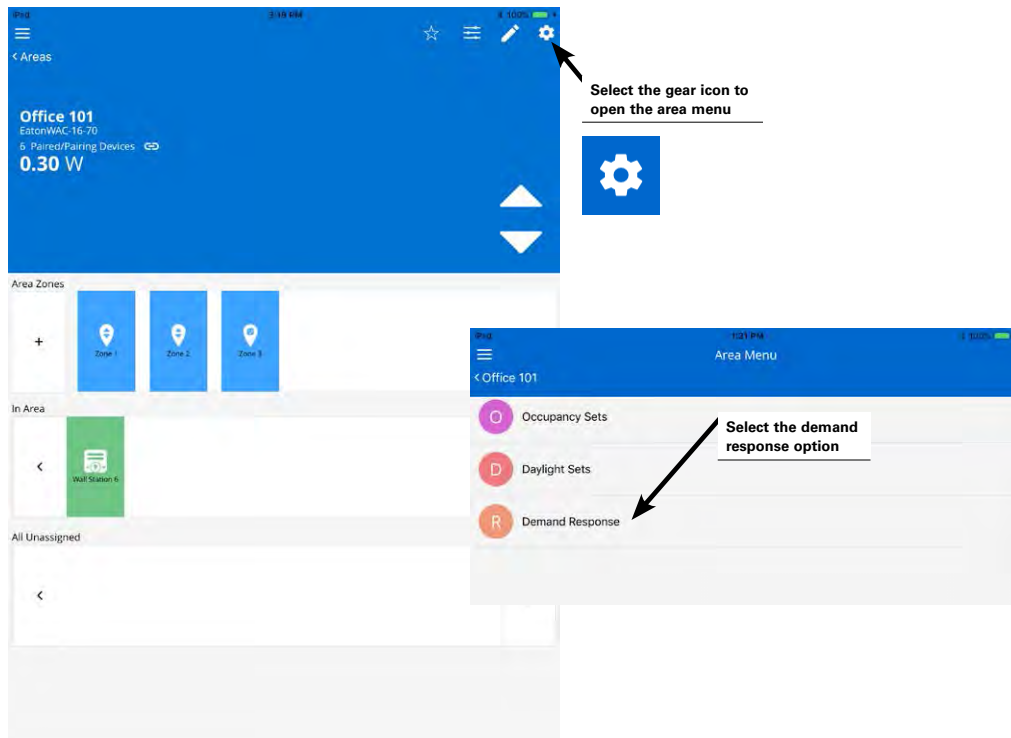 iPad
3:18 PM
100%
< Areas
Office 101
EatonWAC-16-70
6 Paired/Pairing Devices
0.30 W
Select the gear icon to
open the area menu
Area Zones
+
Zone 1
Zone 2
Zone 3
In Area
<
Wall Station 6
All Unassigned
<
iPad
1:21 PM
100%
Area Menu
< Office 101
O Occupancy Sets
D Daylight Sets
R Demand Response
Select the demand
response option